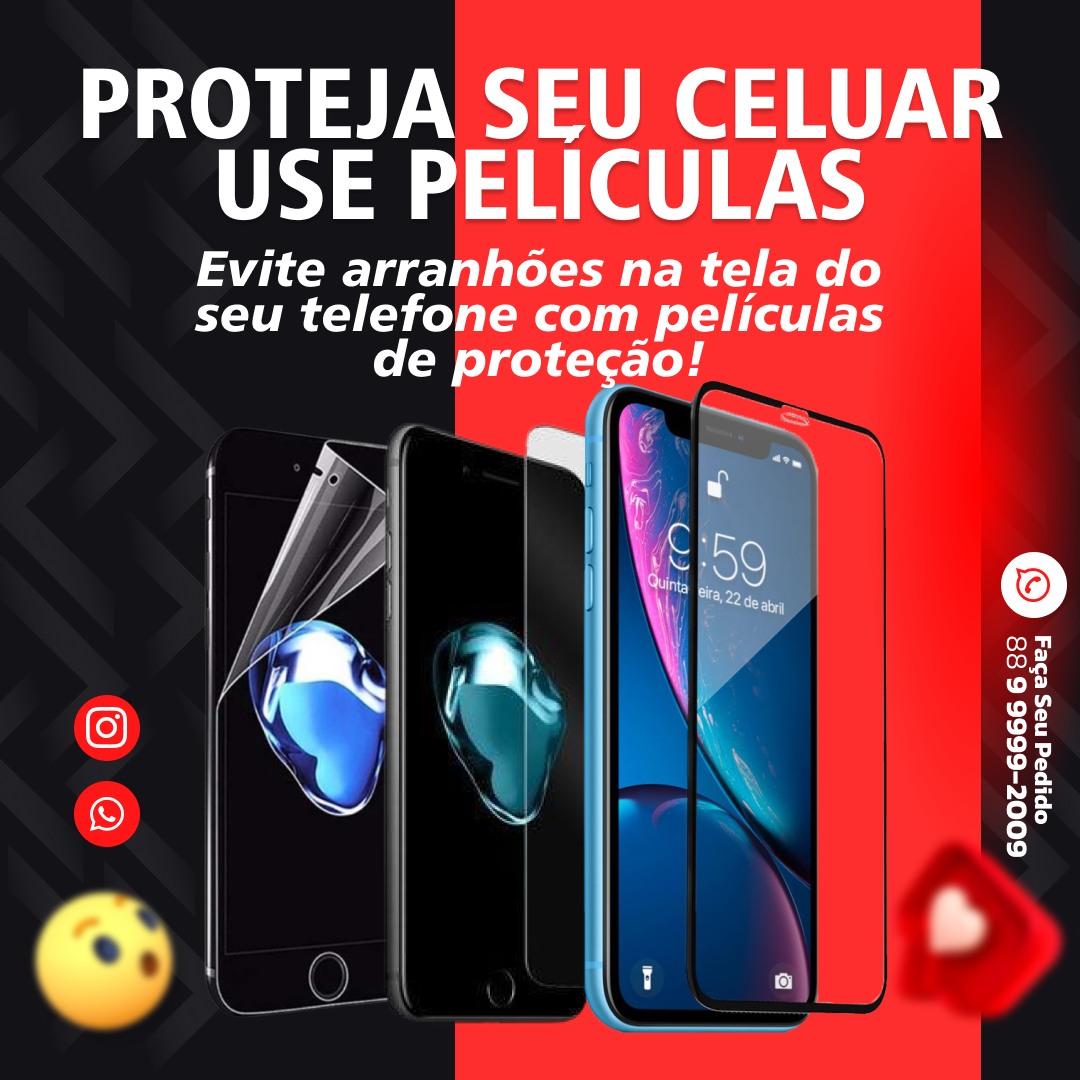 PROTEJA SEU CELUAR
USE PELÍCULAS
Evite arranhões na tela do
seu telefone com películas
de proteção!
9:59
Quinta-feira, 22 de abril
Faça Seu Pedido
88 9 9999-2009